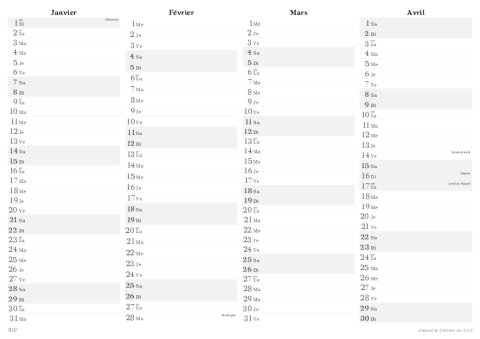 Janvier
1 Di Nouvel an
2 Lu
3 Ma
4 Me
5 Je
6 Ve
7 Sa
8 Di
9 Lu
10 Ma
11 Me
12 Je
13 Ve
14 Sa
15 Di
16 Lu
17 Ma
18 Me
19 Je
20 Ve
21 Sa
22 Di
23 Lu
24 Ma
25 Me
26 Je
27 Ve
28 Sa
29 Di
30 Lu
31 Ma
Février
1 Me
2 Je
3 Ve
4 Sa
5 Di
6 Lu
7 Ma
8 Me
9 Je
10 Ve
11 Sa
12 Di
13 Lu
14 Ma
15 Me
16 Je
17 Ve
18 Sa
19 Di
20 Lu
21 Ma
22 Me
23 Je
24 Ve
25 Sa
26 Di
27 Lu
28 Ma Mardi gras
Mars
1 Me
2 Je
3 Ve
4 Sa
5 Di
6 Lu
7 Ma
8 Me
9 Je
10 Ve
11 Sa
12 Di
13 Lu
14 Ma
15 Me
16 Je
17 Ve
18 Sa
19 Di
20 Lu
21 Ma
22 Me
23 Je
24 Ve
25 Sa
26 Di
27 Lu
28 Ma
29 Me
30 Je
31 Ve
Avril
1 Sa
2 Di
3 Lu
4 Ma
5 Me
6 Je
7 Ve
8 Sa
9 Di
10 Lu
11 Ma
12 Me
13 Je
14 Ve Vendredi saint
15 Sa
16 Di Pâques
17 Lu Lundi de Pâques
18 Ma
19 Me
20 Je
21 Ve
22 Sa
23 Di
24 Lu
25 Ma
26 Me
27 Je
28 Ve
29 Sa
30 Di
2017
created by